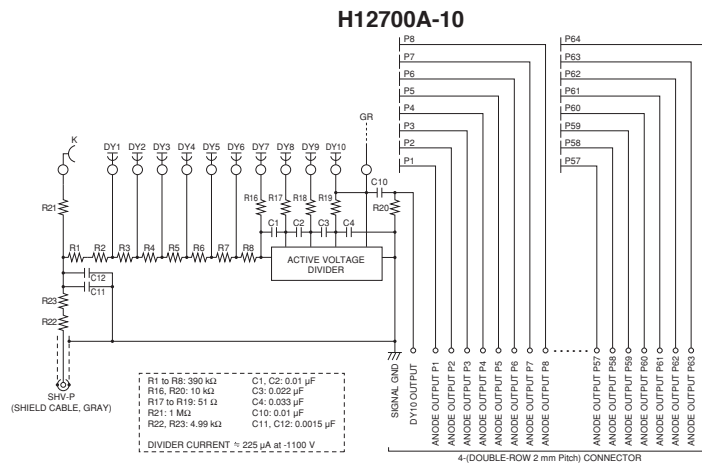 H12700A-10
P8
P7
P6
P5
P4
P3
P2
P1
P64
P63
P62
P61
P60
P59
P58
P57
GR
K
DY1 DY2 DY3 DY4 DY5 DY6 DY7 DY8 DY9 DY10
C10
R21
R16 R17 R18 R19
R20
C1 C2 C3 C4
R1 R2 R3 R4 R5 R6 R7 R8
ACTIVE VOLTAGE
DIVIDER
C12
C11
R23
R22
SHV-P
(SHIELD CABLE, GRAY)
R1 to R8: 390 kΩ
R16, R20: 10 kΩ
R17 to R19: 51 Ω
R21: 1 MΩ
R22, R23: 4.99 kΩ
C1, C2: 0.01 µF
C3: 0.022 µF
C4: 0.033 µF
C10: 0.01 µF
C11, C12: 0.0015 µF
DIVIDER CURRENT ≒ 225 µA at -1100 V
SIGNAL GND
DY10 OUTPUT
ANODE OUTPUT P1
ANODE OUTPUT P2
ANODE OUTPUT P3
ANODE OUTPUT P4
ANODE OUTPUT P5
ANODE OUTPUT P6
ANODE OUTPUT P7
ANODE OUTPUT P8
ANODE OUTPUT P57
ANODE OUTPUT P58
ANODE OUTPUT P59
ANODE OUTPUT P60
ANODE OUTPUT P61
ANODE OUTPUT P62
ANODE OUTPUT P63
4-(DOUBLE-ROW 2 mm Pitch) CONNECTOR